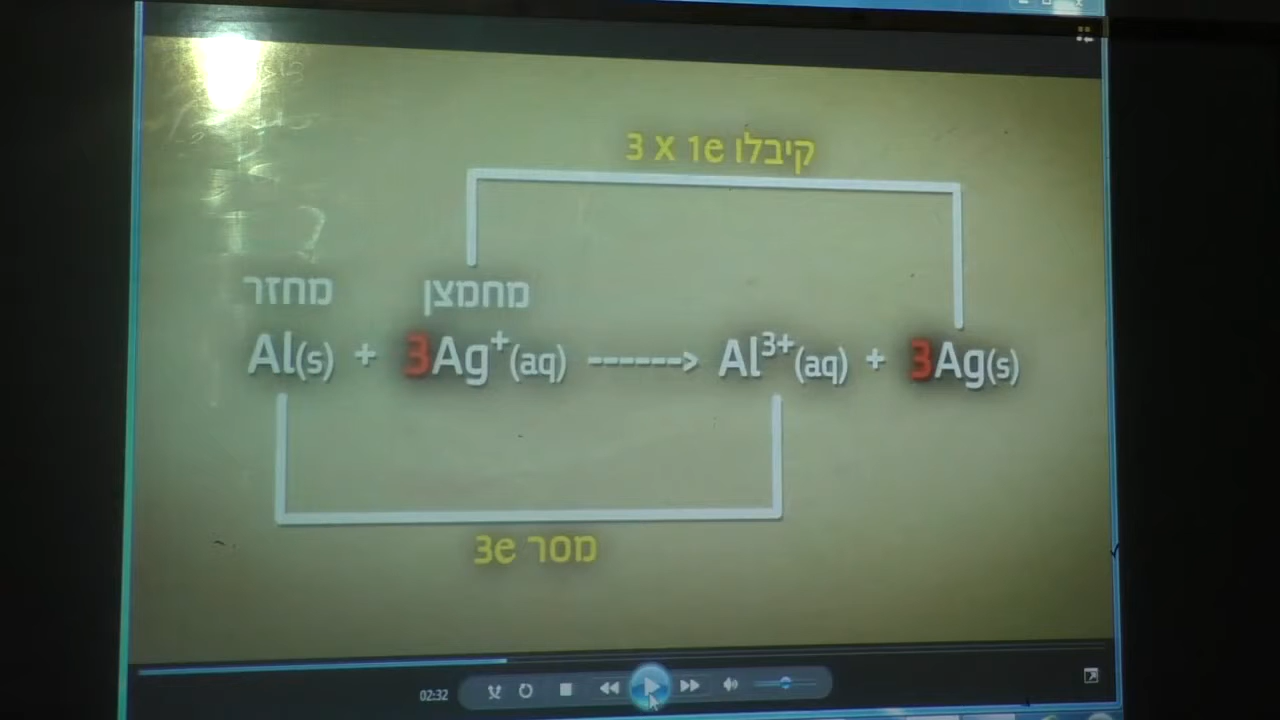 קיבלו 3 x 1e
מחזר מחמצן
Al(s) + 3Ag⁺(aq) ------> Al³⁺(aq) + 3Ag(s)
מסר 3e
02:32